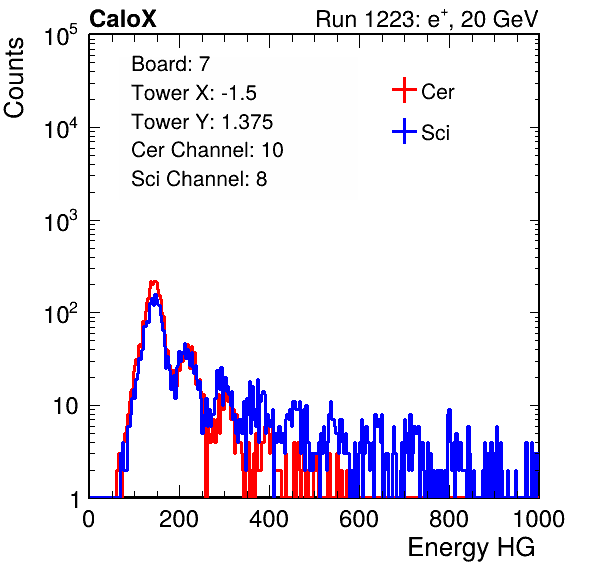 CaloX Run 1223: e⁺, 20 GeV
Counts
Board: 7
Tower X: -1.5
Tower Y: 1.375
Cer Channel: 10
Sci Channel: 8
Cer
Sci
10⁵
10⁴
10³
10²
10
1
0 200 400 600 800 1000
Energy HG